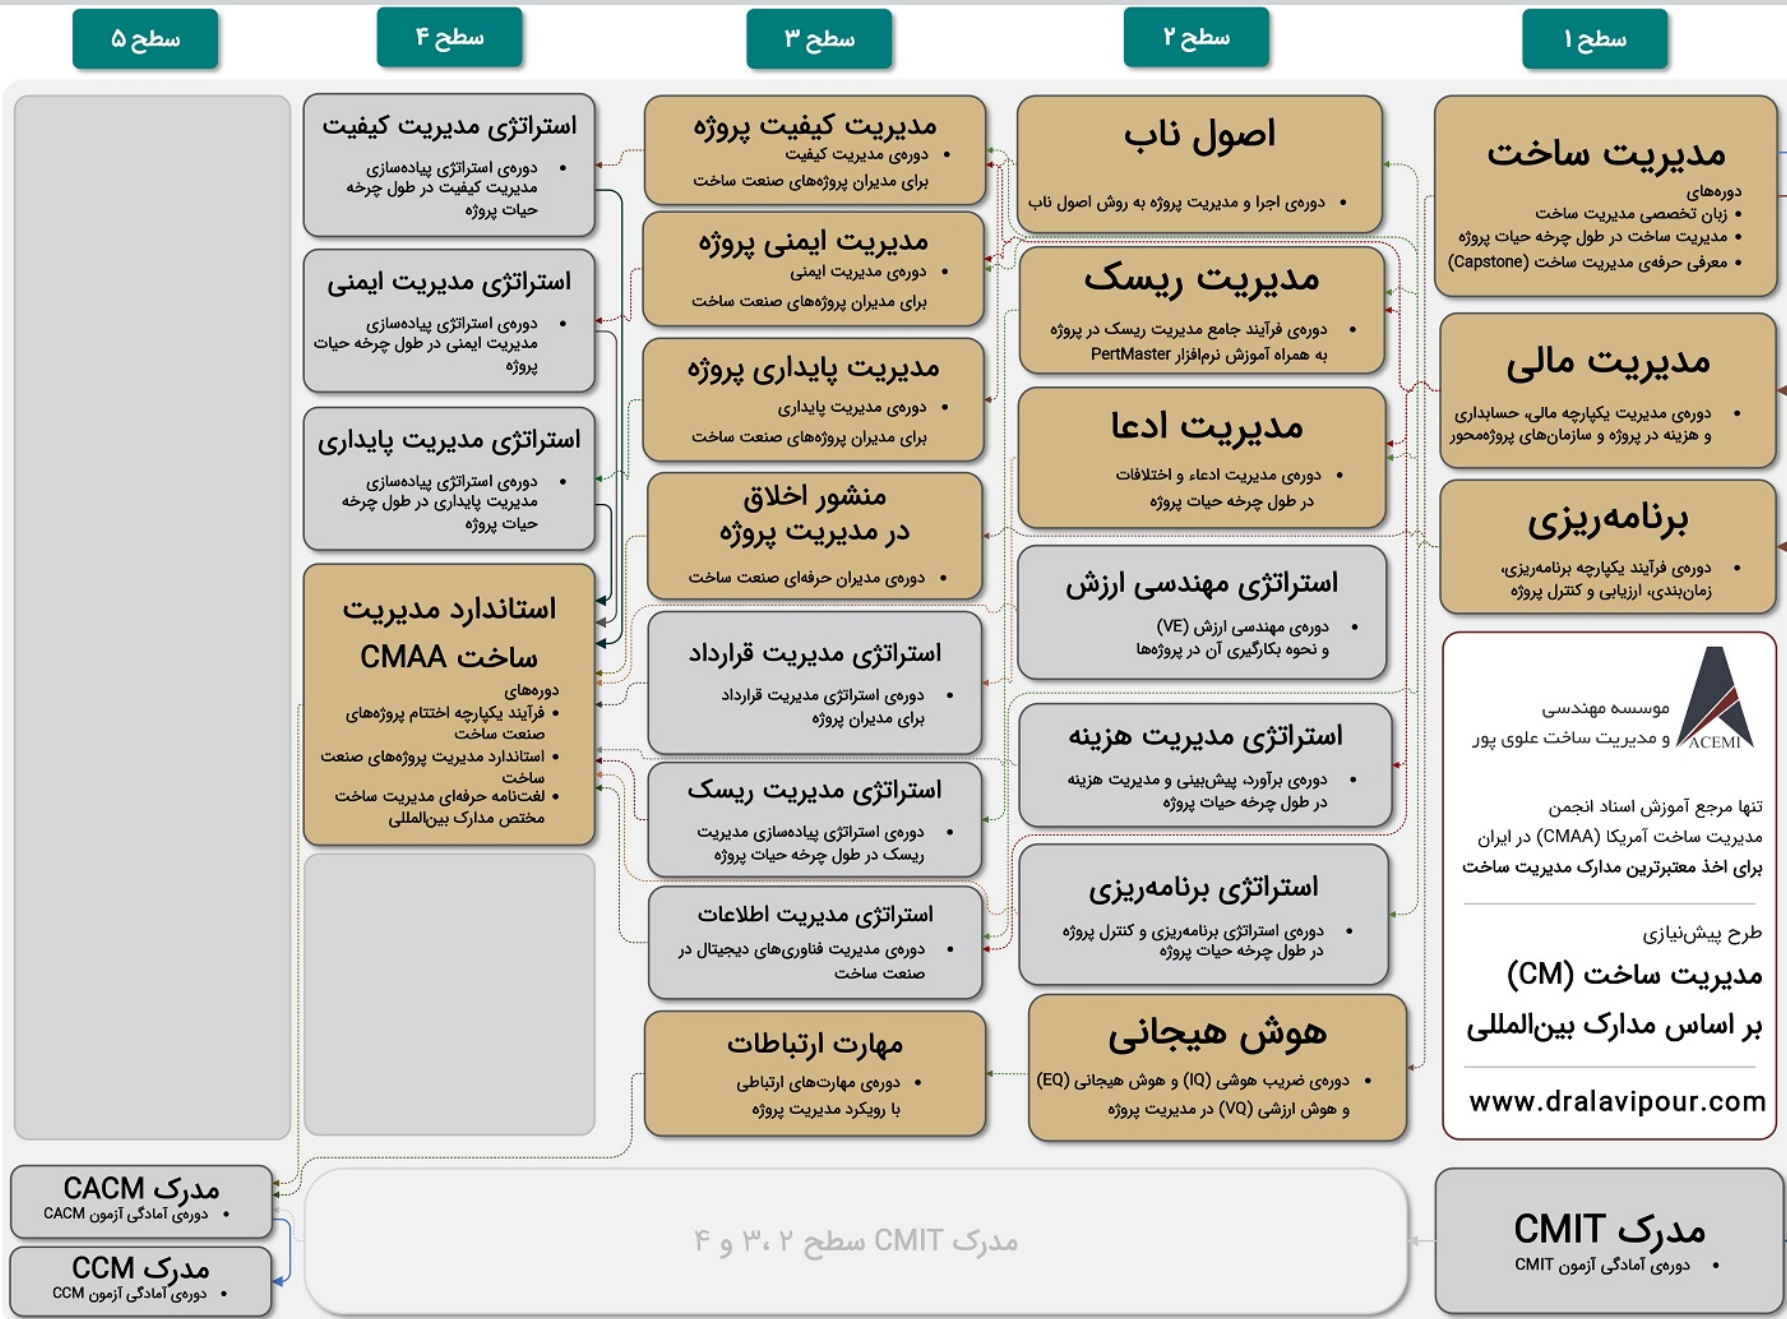 سطح ۱
سطح ۲
سطح ۳
سطح ۴
سطح ۵
مدیریت ساخت
دوره‌های
• زبان تخصصی مدیریت ساخت
• مدیریت ساخت در طول چرخه حیات پروژه
• معرفی حرفه‌ی مدیریت ساخت (Capstone)
مدیریت مالی
• دوره‌ی مدیریت یکپارچه مالی، حسابداری
و هزینه در پروژه و سازمان‌های پروژه‌محور
برنامه‌ریزی
• دوره‌ی فرآیند یکپارچه برنامه‌ریزی،
زمان‌بندی، ارزیابی و کنترل پروژه
ACEMI
موسسه مهندسی
و مدیریت ساخت علوی پور
تنها مرجع آموزش اسناد انجمن
مدیریت ساخت آمریکا (CMAA) در ایران
برای اخذ معتبرترین مدارک مدیریت ساخت
طرح پیش‌نیازی
مدیریت ساخت (CM)
بر اساس مدارک بین‌المللی
www.dralavipour.com
مدرک CMIT
• دوره‌ی آمادگی آزمون CMIT
اصول ناب
• دوره‌ی اجرا و مدیریت پروژه به روش اصول ناب
مدیریت ریسک
• دوره‌ی فرآیند جامع مدیریت ریسک در پروژه
به همراه آموزش نرم‌افزار PertMaster
مدیریت ادعا
• دوره‌ی مدیریت ادعاء و اختلافات
در طول چرخه حیات پروژه
استراتژی مهندسی ارزش
• دوره‌ی مهندسی ارزش (VE)
و نحوه بکارگیری آن در پروژه‌ها
استراتژی مدیریت هزینه
• دوره‌ی برآورد، پیش‌بینی و مدیریت هزینه
در طول چرخه حیات پروژه
استراتژی برنامه‌ریزی
• دوره‌ی استراتژی برنامه‌ریزی و کنترل پروژه
در طول چرخه حیات پروژه
هوش هیجانی
• دوره‌ی ضریب هوشی (IQ) و هوش هیجانی (EQ)
و هوش ارزشی (VQ) در مدیریت پروژه
مدیریت کیفیت پروژه
• دوره‌ی مدیریت کیفیت
برای مدیران پروژه‌های صنعت ساخت
مدیریت ایمنی پروژه
• دوره‌ی مدیریت ایمنی
برای مدیران پروژه‌های صنعت ساخت
مدیریت پایداری پروژه
• دوره‌ی مدیریت پایداری
برای مدیران پروژه‌های صنعت ساخت
منشور اخلاق
در مدیریت پروژه
• دوره‌ی مدیران حرفه‌ای صنعت ساخت
استراتژی مدیریت قرارداد
• دوره‌ی استراتژی مدیریت قرارداد
برای مدیران پروژه
استراتژی مدیریت ریسک
• دوره‌ی استراتژی پیاده‌سازی مدیریت
ریسک در طول چرخه حیات پروژه
استراتژی مدیریت اطلاعات
• دوره‌ی مدیریت فناوری‌های دیجیتال در
صنعت ساخت
مهارت ارتباطات
• دوره‌ی مهارت‌های ارتباطی
با رویکرد مدیریت پروژه
استراتژی مدیریت کیفیت
• دوره‌ی استراتژی پیاده‌سازی
مدیریت کیفیت در طول چرخه
حیات پروژه
استراتژی مدیریت ایمنی
• دوره‌ی استراتژی پیاده‌سازی
مدیریت ایمنی در طول چرخه حیات
پروژه
استراتژی مدیریت پایداری
• دوره‌ی استراتژی پیاده‌سازی
مدیریت پایداری در طول چرخه
حیات پروژه
استاندارد مدیریت
ساخت CMAA
دوره‌های
• فرآیند یکپارچه اختتام پروژه‌های
صنعت ساخت
• استاندارد مدیریت پروژه‌های صنعت
ساخت
• لغت‌نامه حرفه‌ای مدیریت ساخت
مختص مدارک بین‌المللی
مدرک CMIT سطح ۲ ،۳ و ۴
مدرک CACM
• دوره‌ی آمادگی آزمون CACM
مدرک CCM
• دوره‌ی آمادگی آزمون CCM